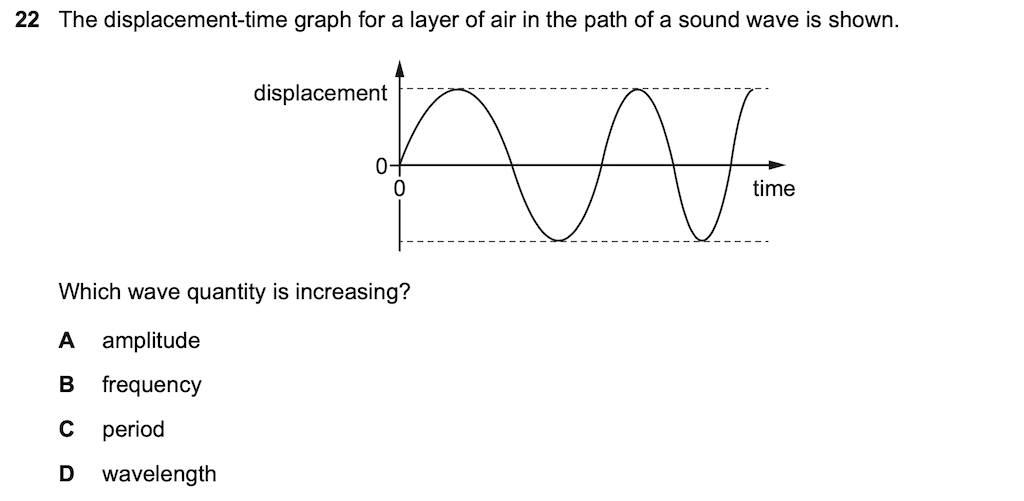 22 The displacement-time graph for a layer of air in the path of a sound wave is shown.
displacement
0
0
time
Which wave quantity is increasing?
A amplitude
B frequency
C period
D wavelength